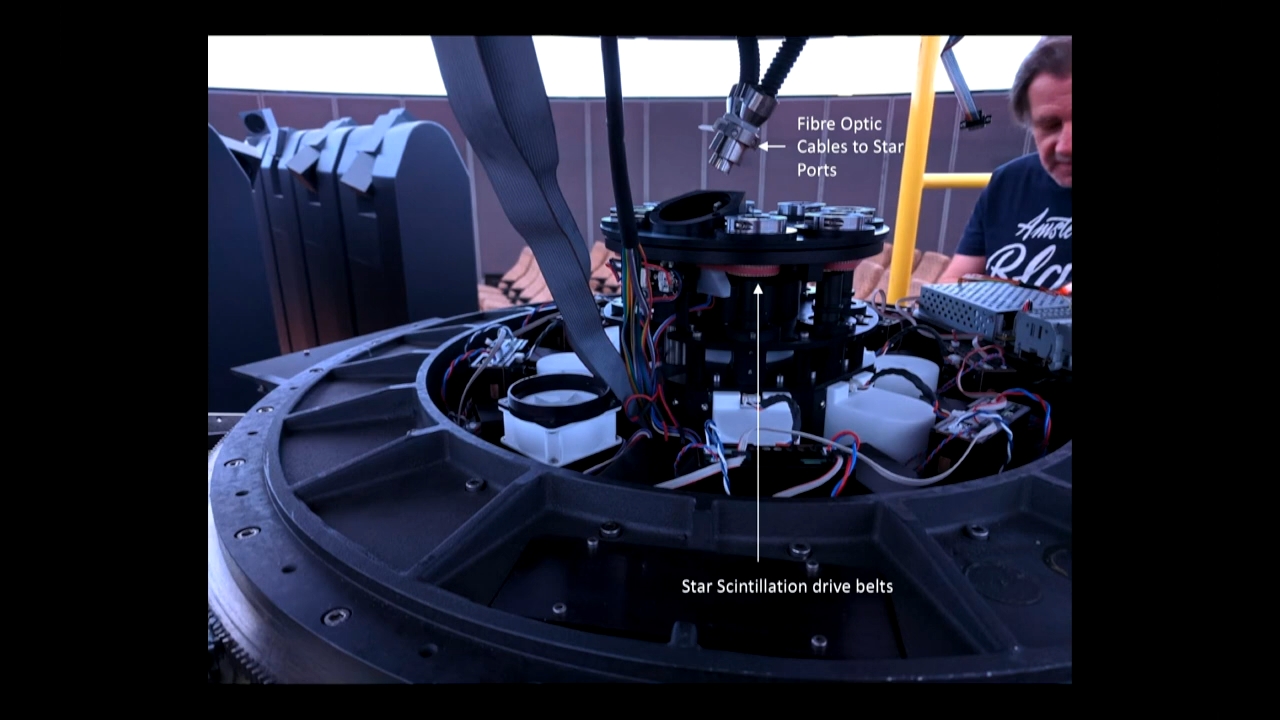 Fibre Optic
Cables to Star
Ports
Star Scintillation drive belts